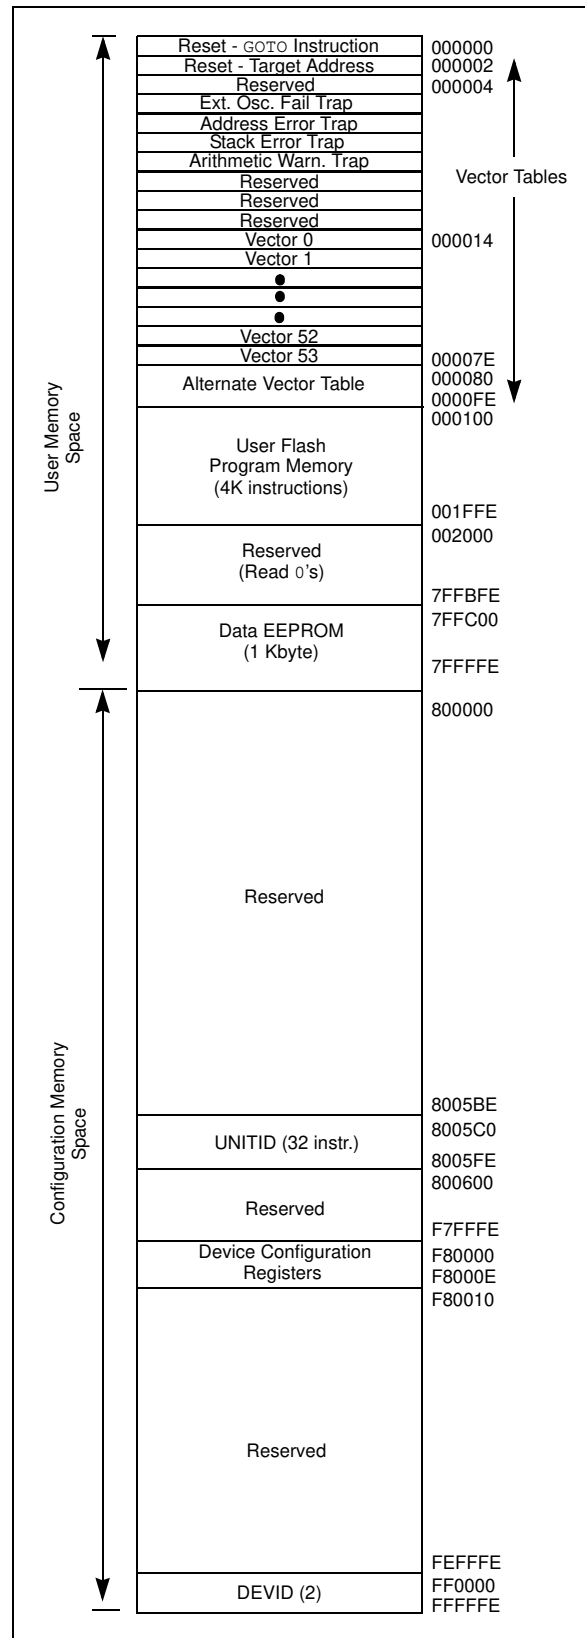 Reset - GOTO Instruction 000000
Reset - Target Address 000002
Reserved 000004
Ext. Osc. Fail Trap
Address Error Trap
Stack Error Trap
Arithmetic Warn. Trap
Reserved
Vector Tables
Reserved
Reserved
Vector 0 000014
Vector 1
Vector 52
Vector 53 00007E
Alternate Vector Table 000080
0000FE
000100
User Memory
Space
User Flash
Program Memory
(4K instructions)
001FFE
002000
Reserved
(Read 0's)
7FFBFE
7FFC00
Data EEPROM
(1 Kbyte)
7FFFFE
800000
Reserved
Configuration Memory
Space
8005BE
8005C0
UNITID (32 instr.)
8005FE
800600
Reserved
F7FFFE
Device Configuration
Registers
F80000
F8000E
F80010
Reserved
FEFFFE
DEVID (2) FF0000
FFFFFE